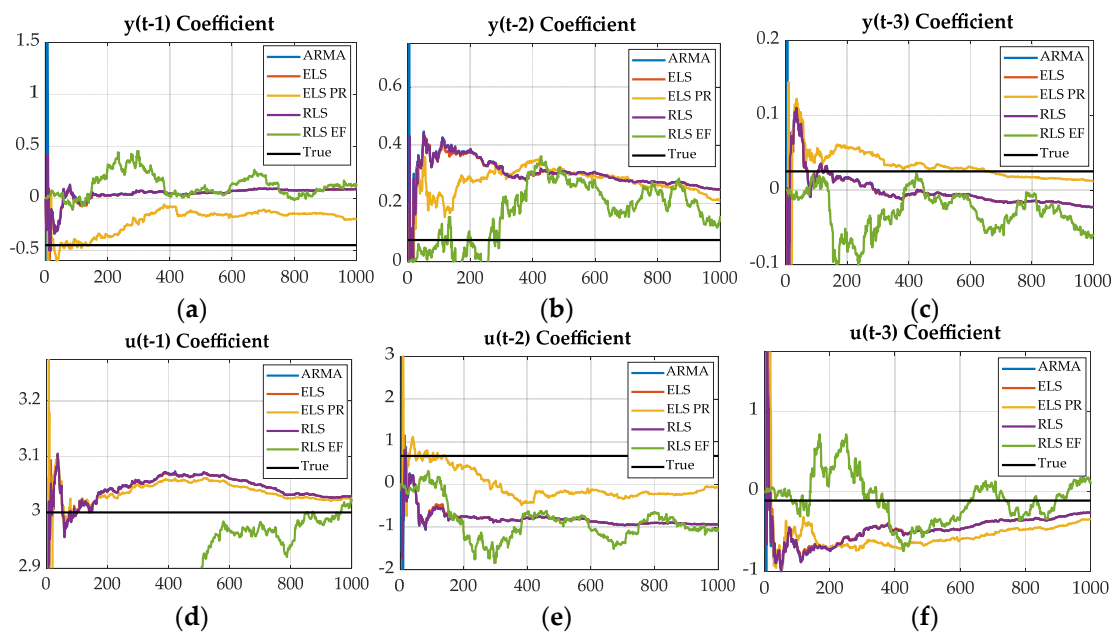 y(t-1) Coefficient
1.5
1
0.5
0
-0.5
0 200 400 600 800 1000
ARMA
ELS
ELS PR
RLS
RLS EF
True
(a)
y(t-2) Coefficient
0.6
0.4
0.2
0
0 200 400 600 800 1000
ARMA
ELS
ELS PR
RLS
RLS EF
True
(b)
y(t-3) Coefficient
0.2
0.1
0
-0.1
0 200 400 600 800 1000
ARMA
ELS
ELS PR
RLS
RLS EF
True
(c)
u(t-1) Coefficient
3.2
3.1
3
2.9
0 200 400 600 800 1000
ARMA
ELS
ELS PR
RLS
RLS EF
True
(d)
u(t-2) Coefficient
3
2
1
0
-1
-2
0 200 400 600 800 1000
ARMA
ELS
ELS PR
RLS
RLS EF
True
(e)
u(t-3) Coefficient
1
0
-1
0 200 400 600 800 1000
ARMA
ELS
ELS PR
RLS
RLS EF
True
(f)